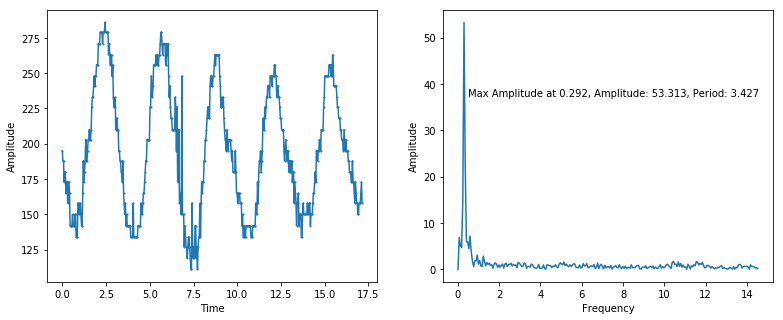 275
250
225
200
175
150
125
Amplitude
0.0 2.5 5.0 7.5 10.0 12.5 15.0 17.5
Time
50
40
30
20
10
0
Amplitude
Max Amplitude at 0.292, Amplitude: 53.313, Period: 3.427
0 2 4 6 8 10 12 14
Frequency